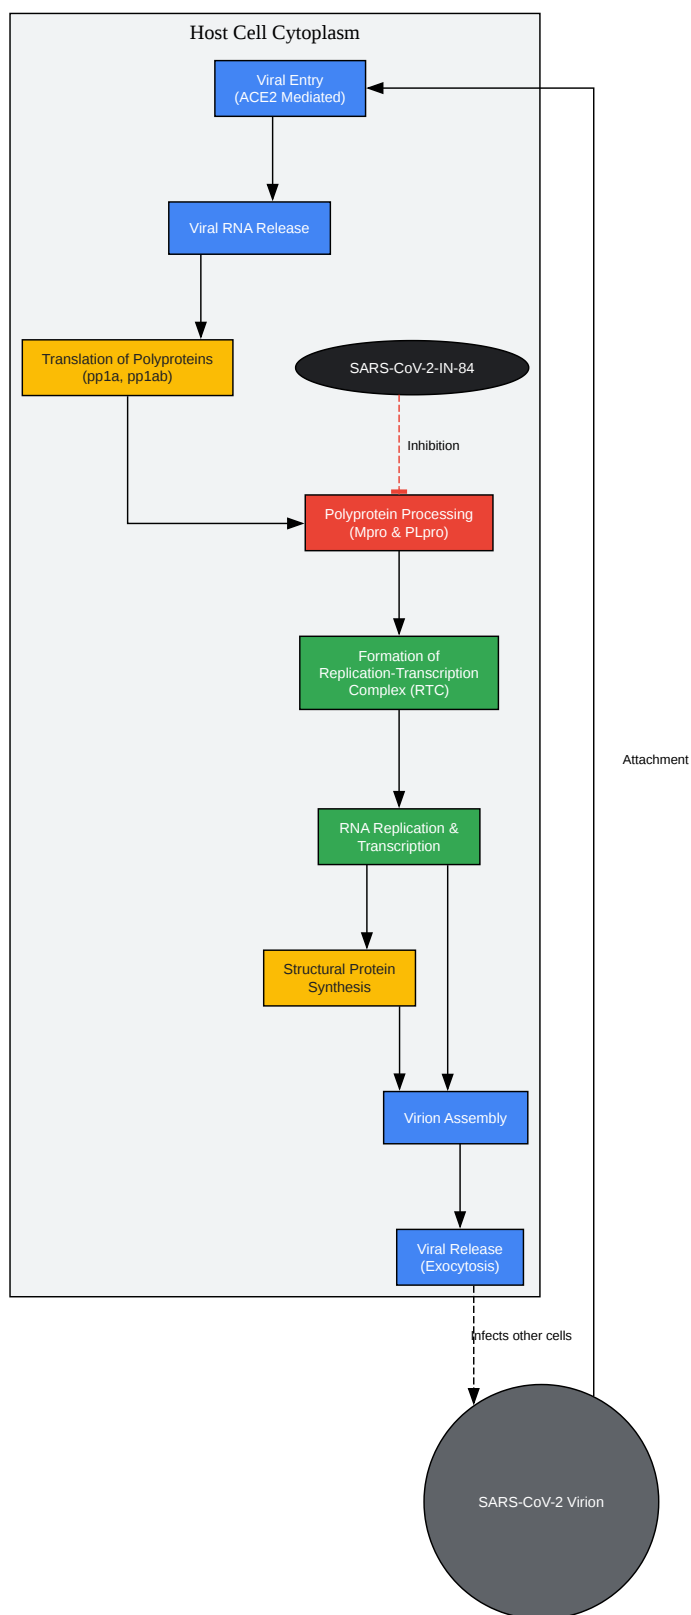 Host Cell Cytoplasm
Viral Entry
(ACE2 Mediated)
Viral RNA Release
Translation of Polyproteins
(pp1a, pp1ab)
SARS-CoV-2-IN-84
Inhibition
Polyprotein Processing
(Mpro & PLpro)
Formation of
Replication-Transcription
Complex (RTC)
Attachment
RNA Replication &
Transcription
Structural Protein
Synthesis
Virion Assembly
Viral Release
(Exocytosis)
Infects other cells
SARS-CoV-2 Virion